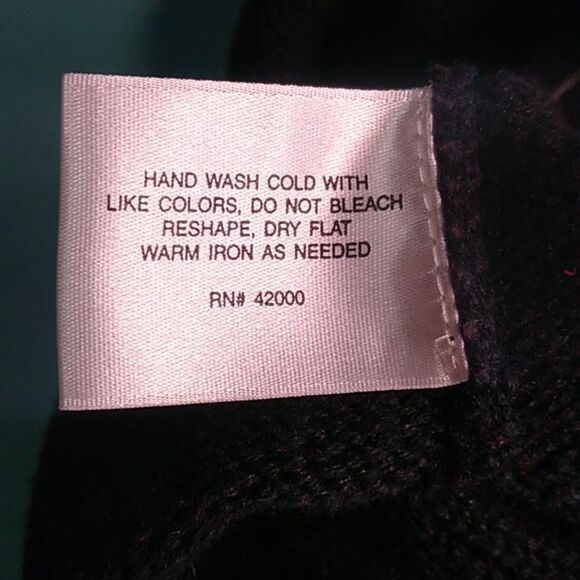 HAND WASH COLD WITH
LIKE COLORS, DO NOT BLEACH
RESHAPE, DRY FLAT
WARM IRON AS NEEDED
RN# 42000